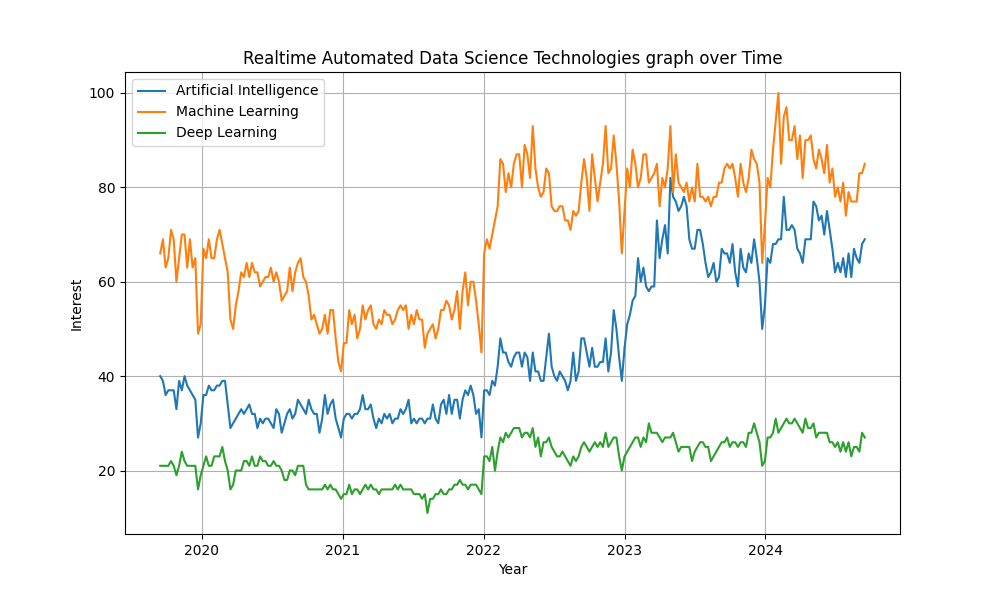 Realtime Automated Data Science Technologies graph over Time
Artificial Intelligence
Machine Learning
Deep Learning
100
80
60
40
20
Interest
2020 2021 2022 2023 2024
Year